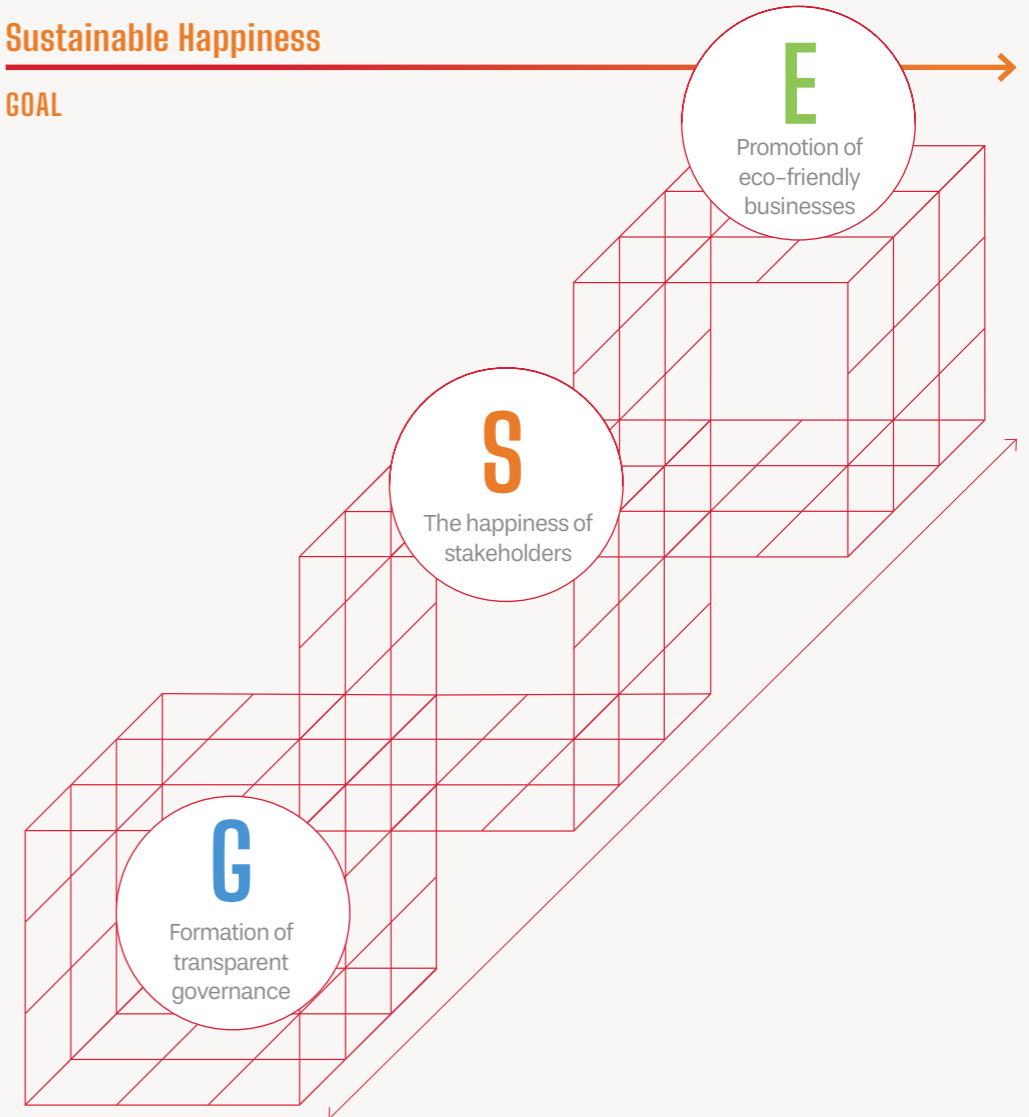 Sustainable Happiness
GOAL
E
Promotion of
eco-friendly
businesses
S
The happiness of
stakeholders
G
Formation of
transparent
governance